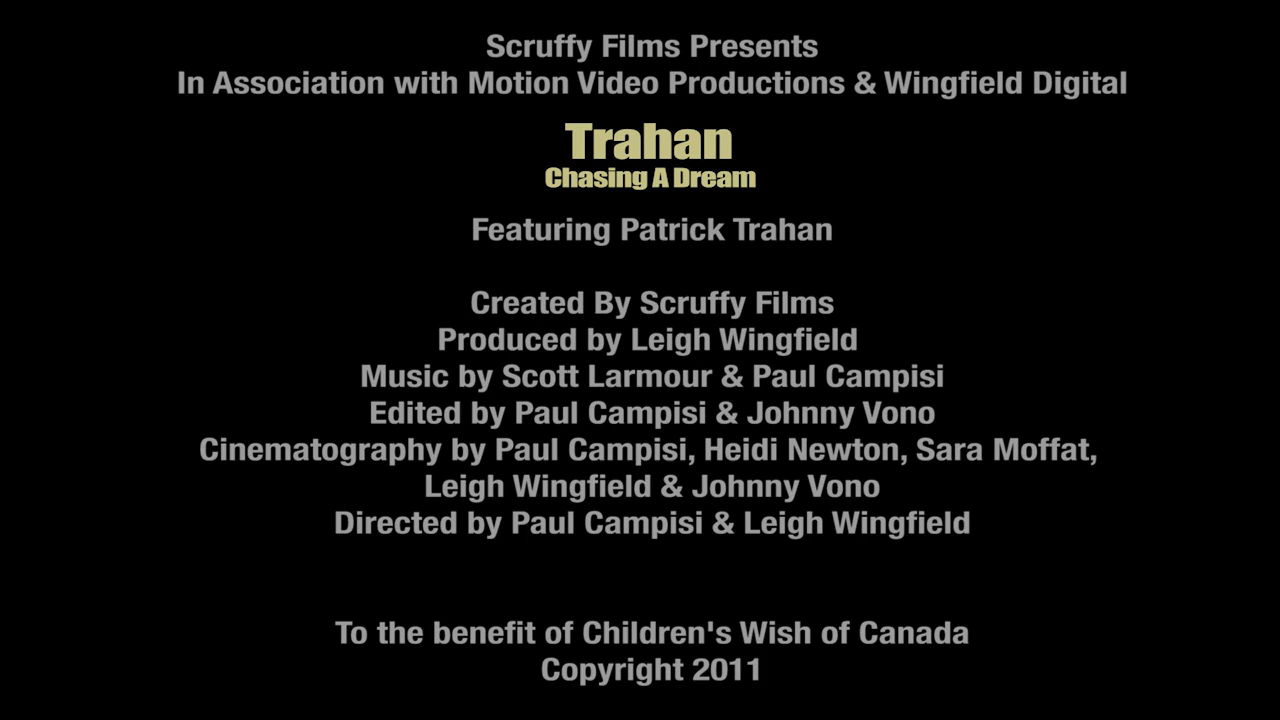 Scruffy Films Presents
In Association with Motion Video Productions & Wingfield Digital
Trahan
Chasing A Dream
Featuring Patrick Trahan
Created By Scruffy Films
Produced by Leigh Wingfield
Music by Scott Larmour & Paul Campisi
Edited by Paul Campisi & Johnny Vono
Cinematography by Paul Campisi, Heidi Newton, Sara Moffat,
Leigh Wingfield & Johnny Vono
Directed by Paul Campisi & Leigh Wingfield
To the benefit of Children's Wish of Canada
Copyright 2011